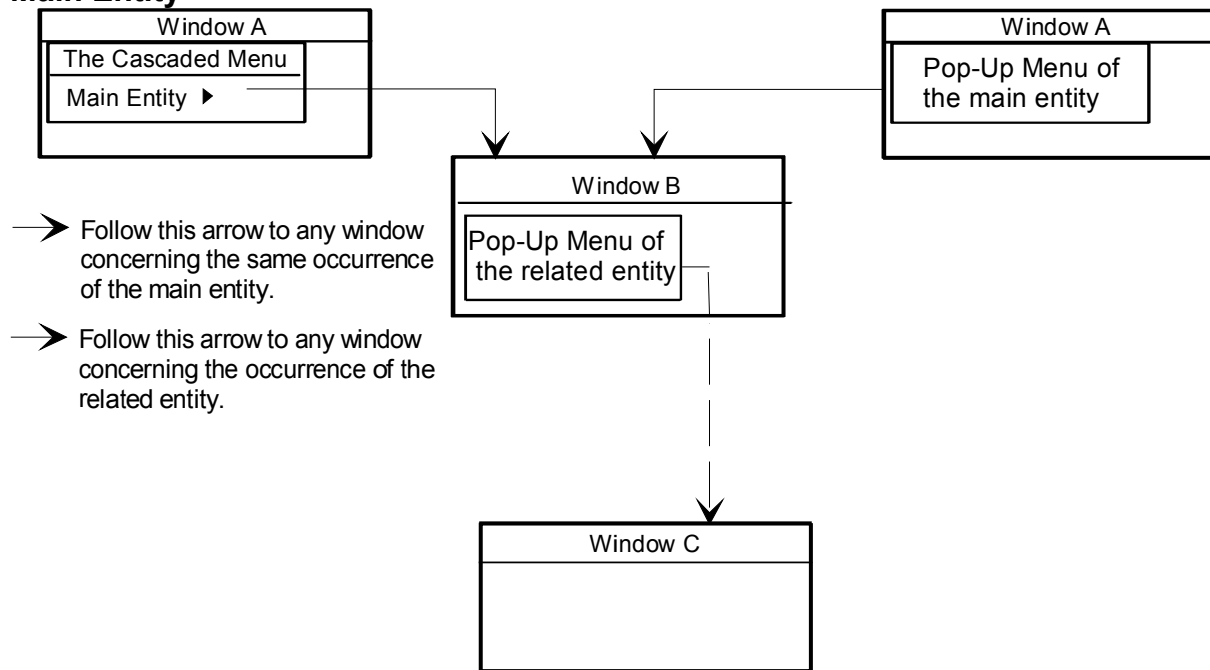 Main Entity
Window A
The Cascaded Menu
Main Entity
Window A
Pop-Up Menu of
the main entity
Window B
Pop-Up Menu of
the related entity
Follow this arrow to any window
concerning the same occurrence
of the main entity.
Follow this arrow to any window
concerning the occurrence of the
related entity.
Window C